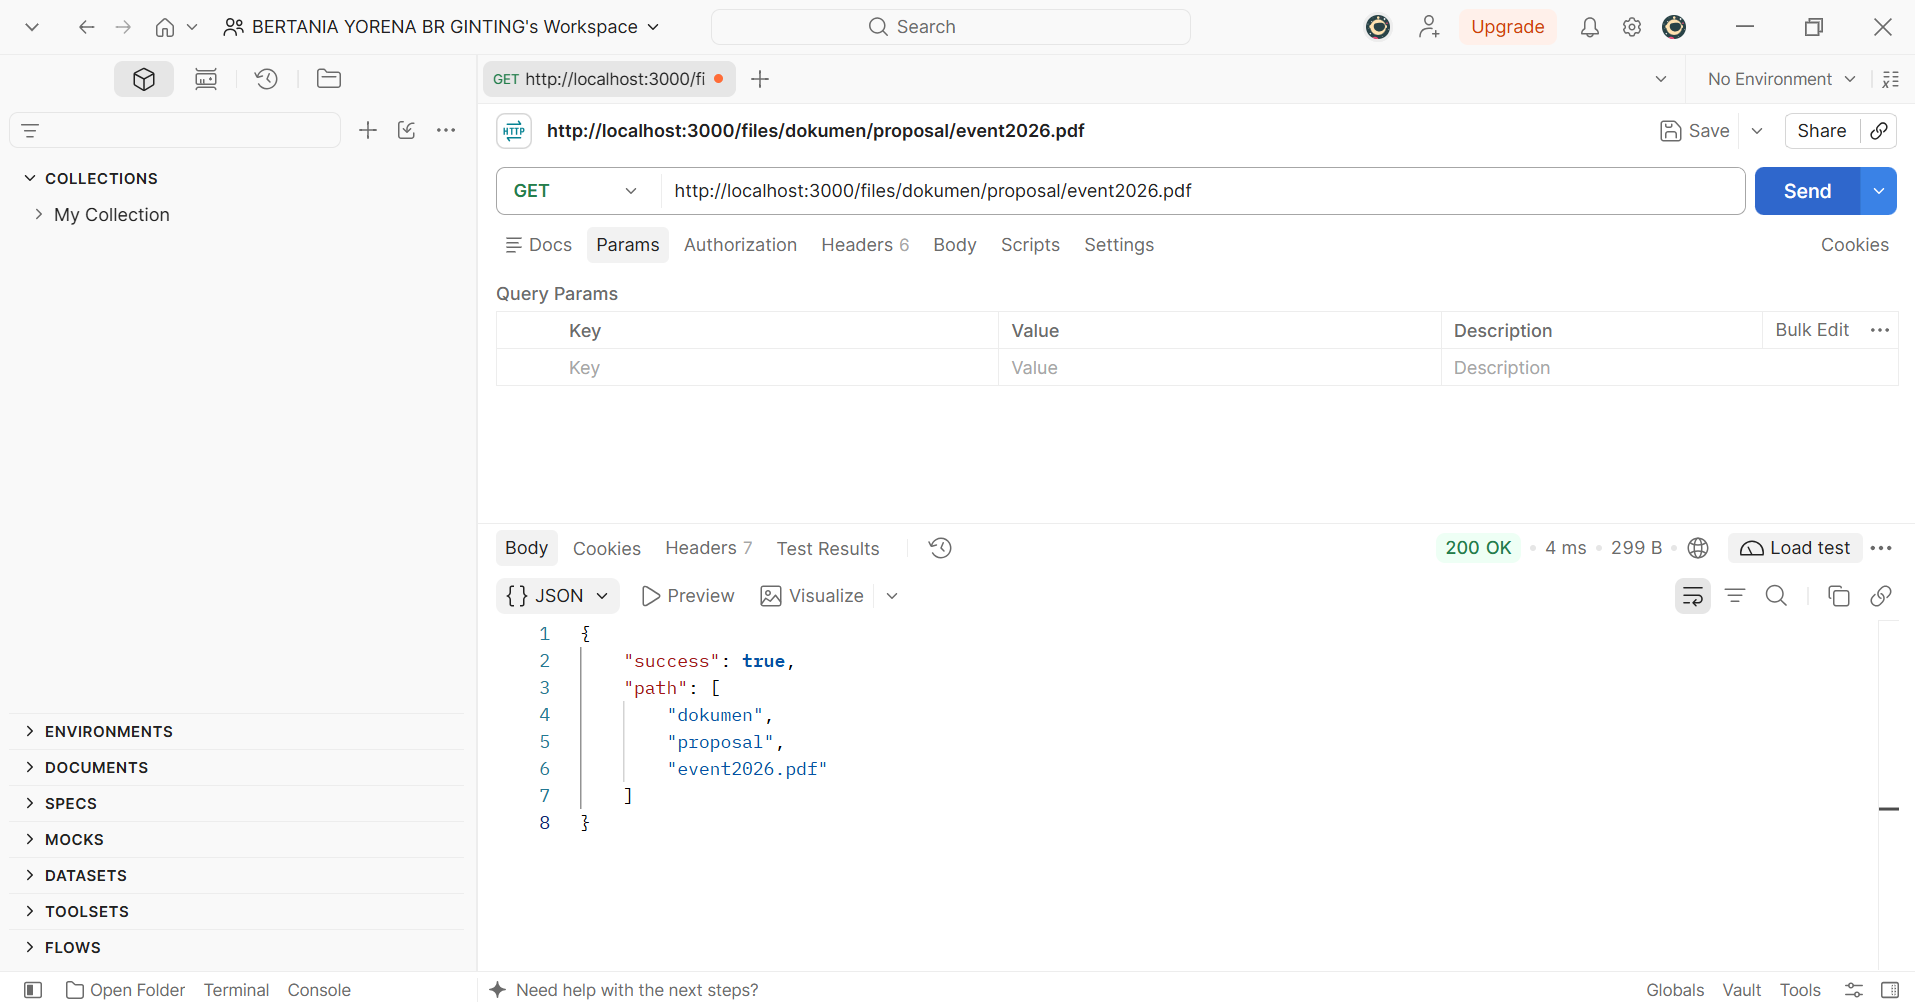 BERTANIA YORENA BR GINTING's Workspace
Search
Upgrade
GET http://localhost:3000/fi
No Environment
HTTP http://localhost:3000/files/dokumen/proposal/event2026.pdf
Save
Share
COLLECTIONS
My Collection
GET http://localhost:3000/files/dokumen/proposal/event2026.pdf
Send
Docs Params Authorization Headers 6 Body Scripts Settings
Cookies
Query Params
Key Value Description Bulk Edit
Key Value Description
Body Cookies Headers 7 Test Results
200 OK • 4 ms • 299 B •
Load test
{} JSON
Preview
Visualize
1 {
2 "success": true,
3 "path": [
4 "dokumen",
5 "proposal",
6 "event2026.pdf"
7 ]
8 }
ENVIRONMENTS
DOCUMENTS
SPECS
MOCKS
DATASETS
TOOLSETS
FLOWS
Open Folder Terminal Console
Need help with the next steps?
Globals Vault Tools